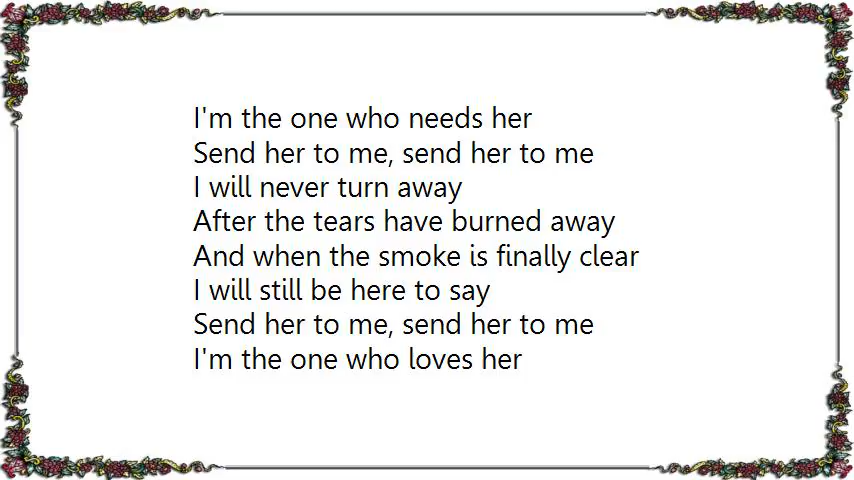 I'm the one who needs her
Send her to me, send her to me
I will never turn away
After the tears have burned away
And when the smoke is finally clear
I will still be here to say
Send her to me, send her to me
I'm the one who loves her